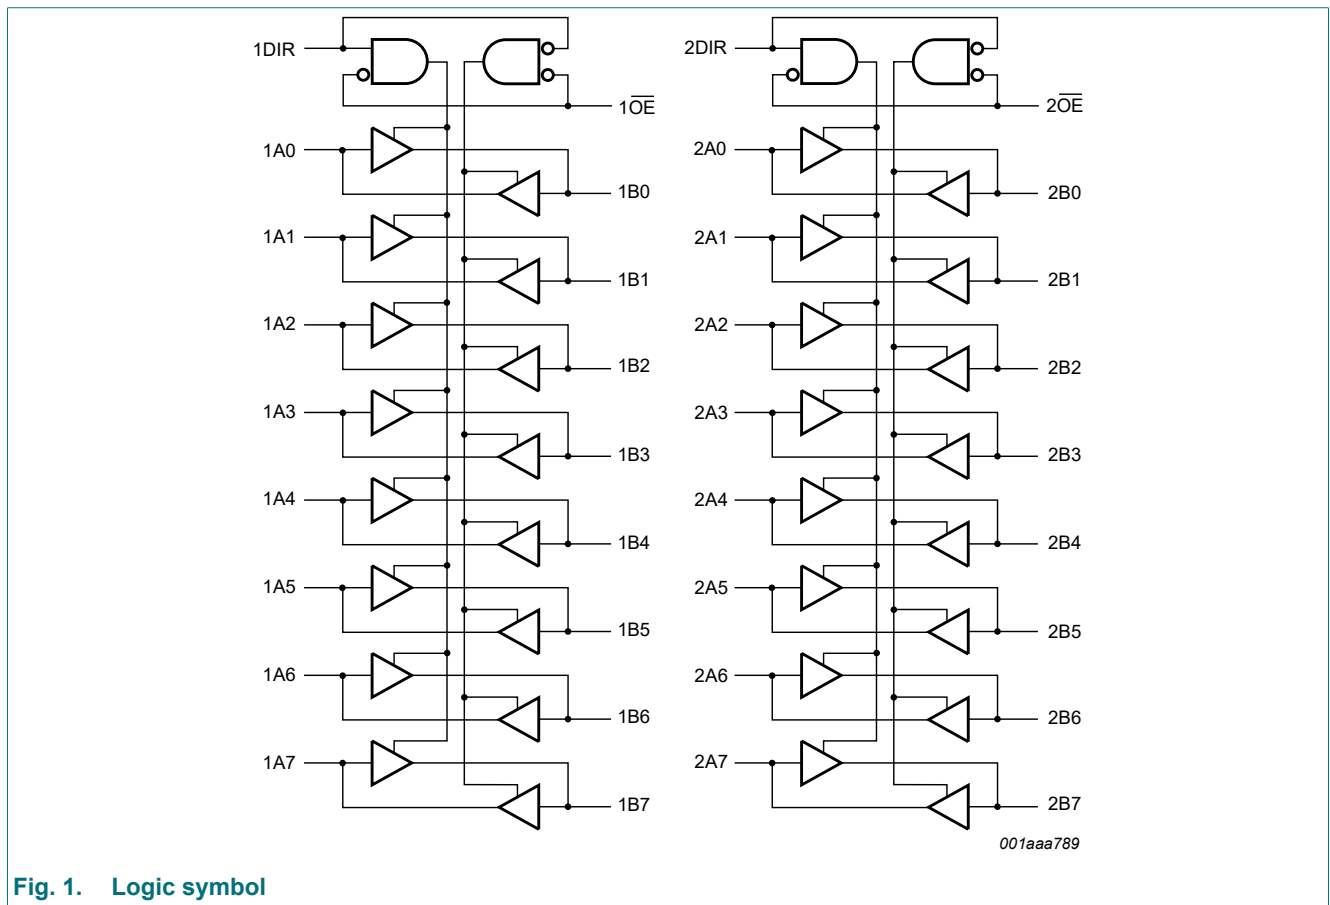 1DIR
1O̅E̅
1A0
1B0
1A1
1B1
1A2
1B2
1A3
1B3
1A4
1B4
1A5
1B5
1A6
1B6
1A7
1B7
2DIR
2O̅E̅
2A0
2B0
2A1
2B1
2A2
2B2
2A3
2B3
2A4
2B4
2A5
2B5
2A6
2B6
2A7
2B7
001aaa789
Fig. 1. Logic symbol